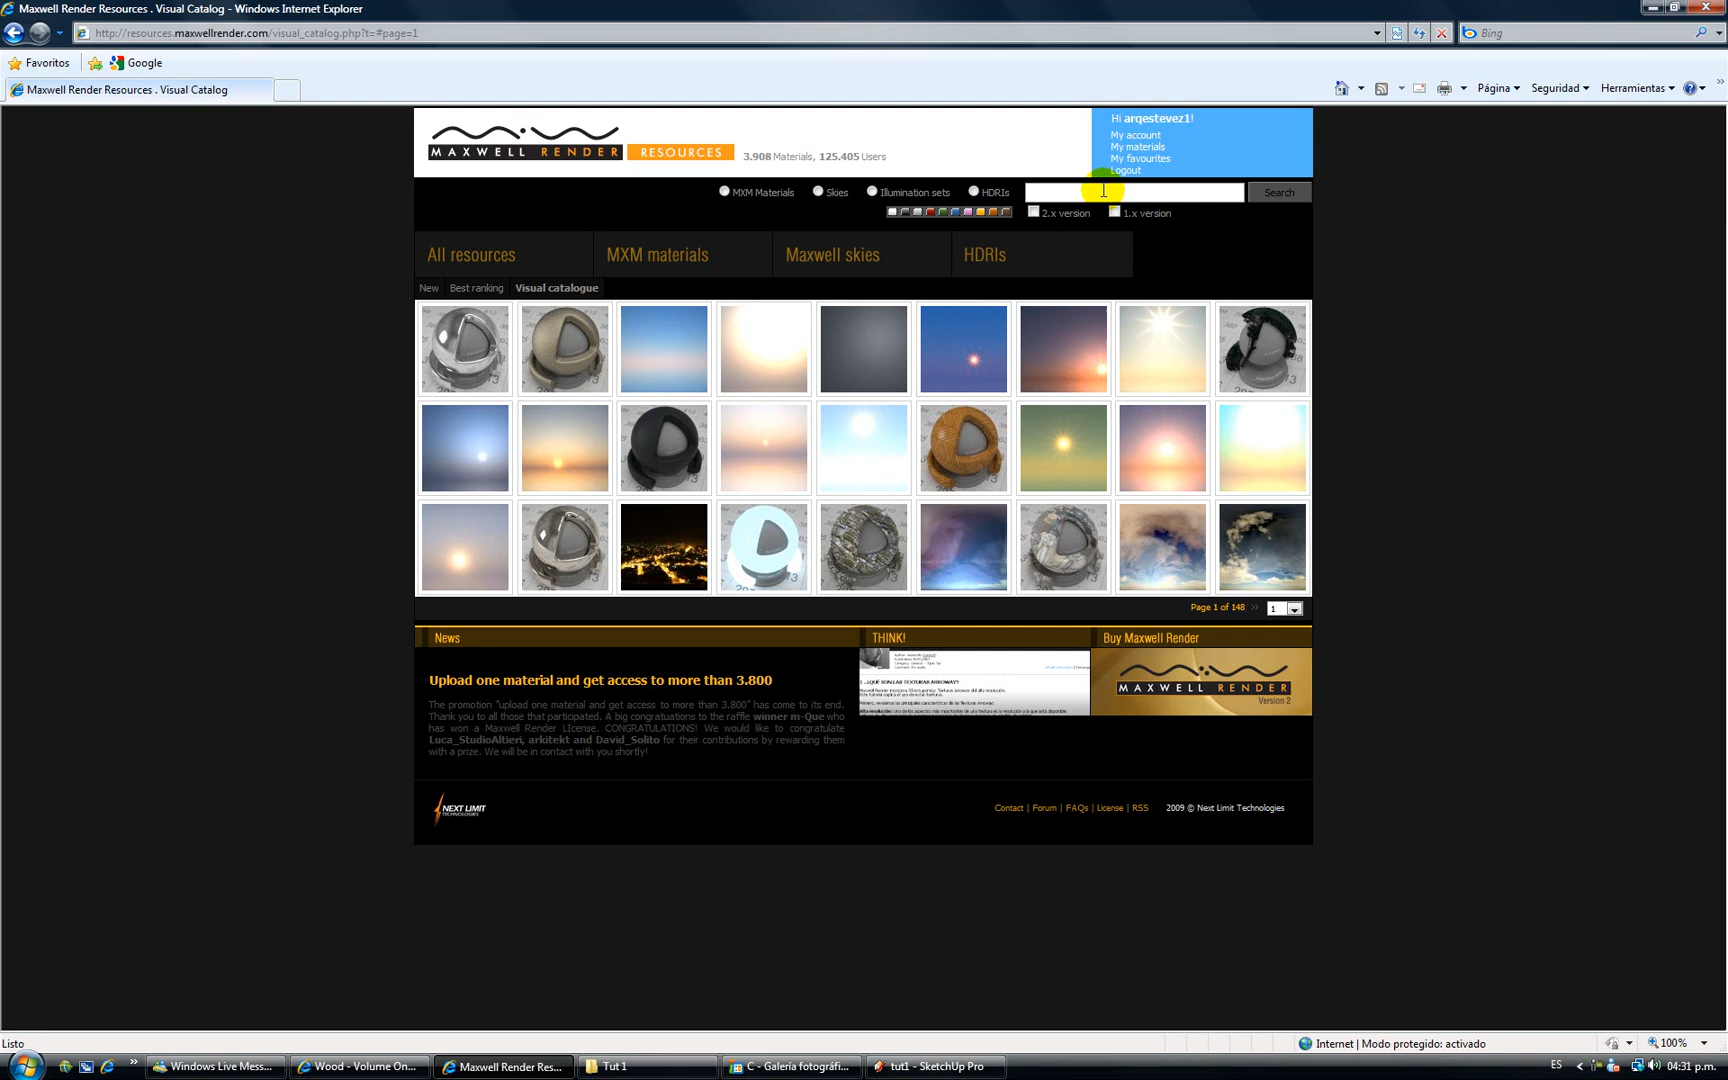 Maxwell Render Resources . Visual Catalog - Windows Internet Explorer
http://resources.maxwellrender.com/visual_catalog.php?t=#page=1
Bing
Favoritos
Google
Maxwell Render Resources . Visual Catalog
Página
Seguridad
Herramientas
MAXWELL RENDER RESOURCES
3.908 Materials, 125.405 Users
Hi arqestevez1!
My account
My materials
My favourites
Logout
MXM Materials
Skies
Illumination sets
HDRIs
Search
2.x version
1.x version
All resources
MXM materials
Maxwell skies
HDRIs
New
Best ranking
Visual catalogue
Page 1 of 148 >>
1
News
THINK!
Buy Maxwell Render
Upload one material and get access to more than 3.800
The promotion "upload one material and get access to more than 3.800" has come to its end.
Thank you to all those that participated. A big congratuations to the raffle winner m-Que who
has won a Maxwell Render LIcense. CONGRATULATIONS! We would like to congratulate
Luca_StudioAltieri, arkitekt and David_Solito for their contributions by rewarding them
with a prize. We will be in contact with you shortly!
1 - ¿QUÉ SON LAS TEXTURAS ARROWAY?
MAXWELL RENDER
Version 2
NEXT LIMIT
TECHNOLOGIES
Contact | Forum | FAQs | License | RSS
2009 © Next Limit Technologies
Listo
Internet | Modo protegido: activado
100%
Windows Live Mess...
Wood - Volume On...
Maxwell Render Res...
Tut 1
C - Galería fotográfi...
tut1 - SketchUp Pro
ES
04:31 p.m.